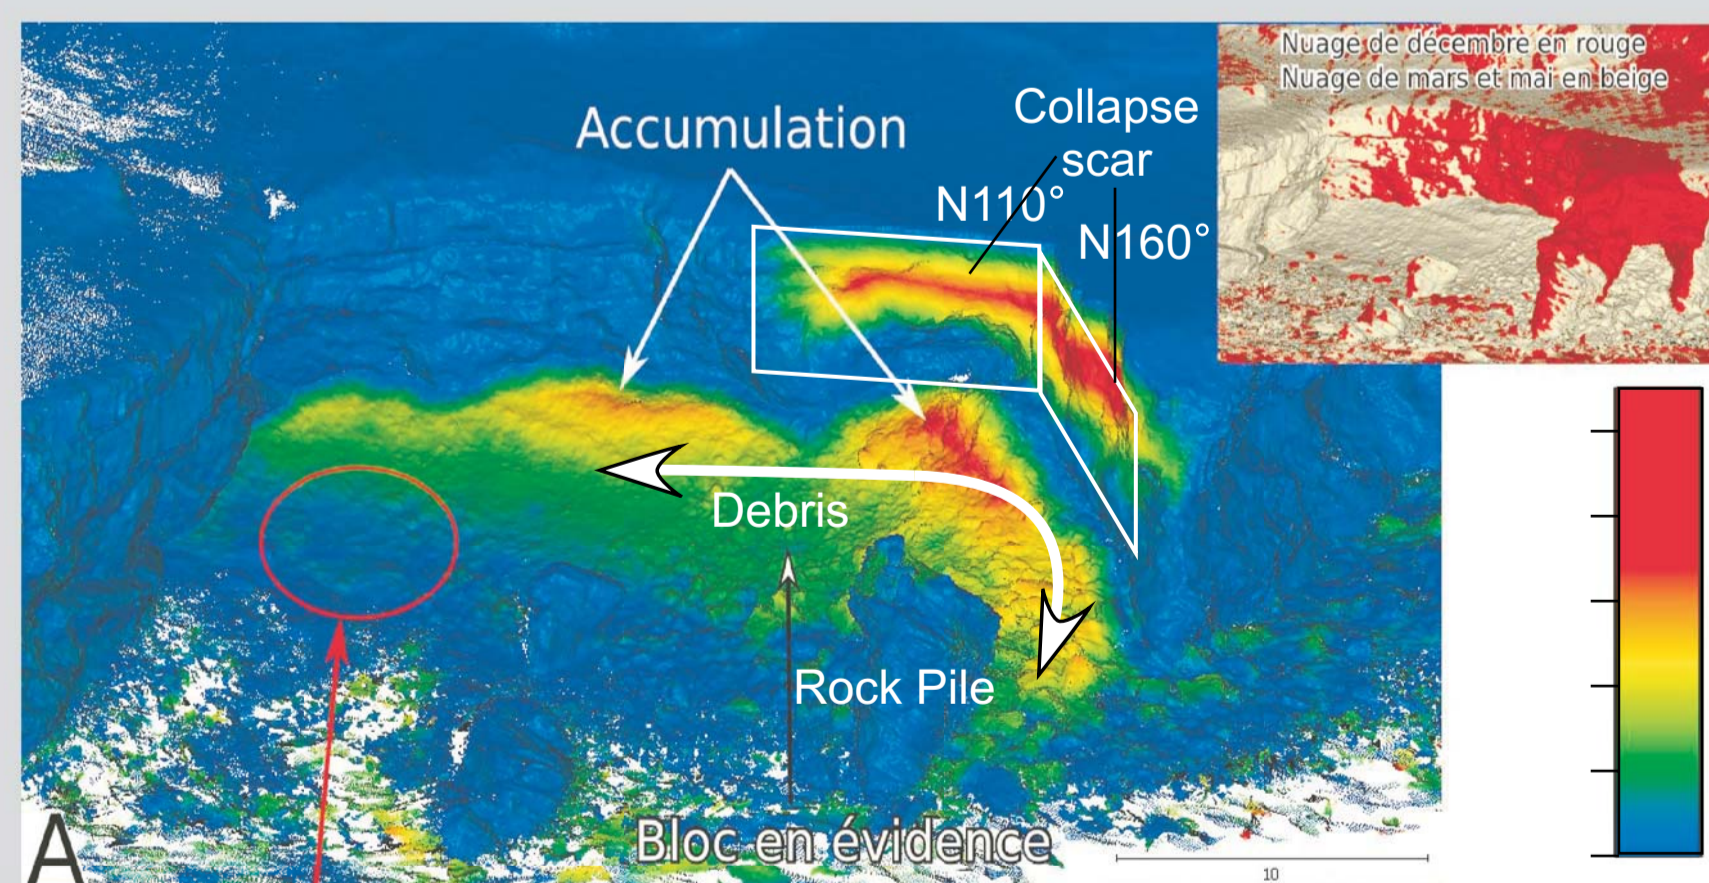 Nuage de décembre en rouge
Nuage de mars et mai en beige
Accumulation
Collapse
scar
N110°
N160°
Debris
Rock Pile
Bloc en évidence
A
10